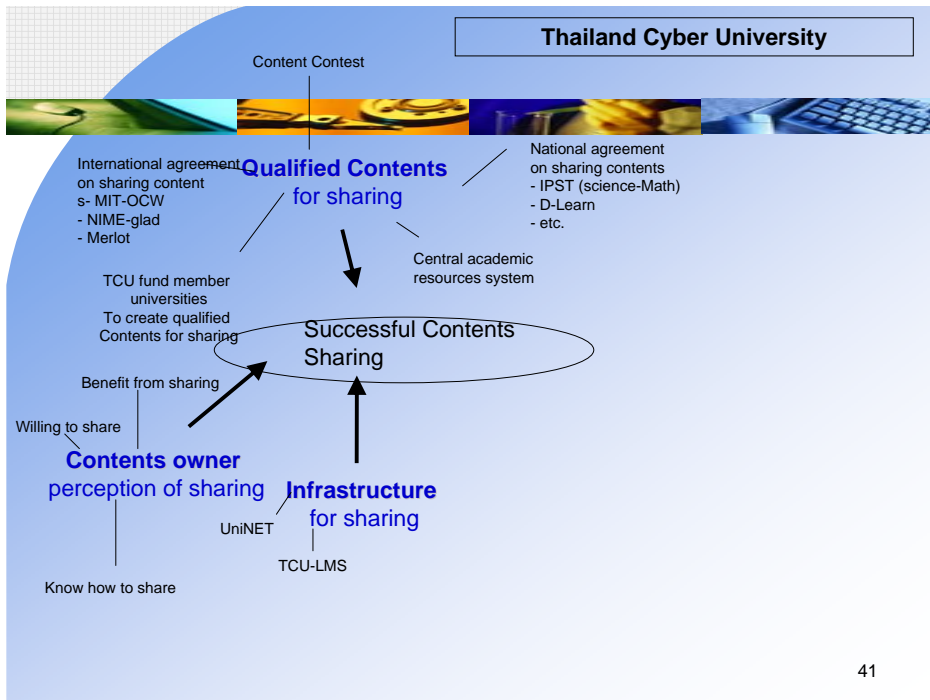 Thailand Cyber University
Content Contest
International agreement
on sharing content
s- MIT-OCW
- NIME-glad
- Merlot
Qualified Contents
for sharing
National agreement
on sharing contents
- IPST (science-Math)
- D-Learn
- etc.
Central academic
resources system
TCU fund member
universities
To create qualified
Contents for sharing
Successful Contents
Sharing
Benefit from sharing
Willing to share
Contents owner
perception of sharing
Know how to share
Infrastructure
for sharing
UniNET
TCU-LMS
41